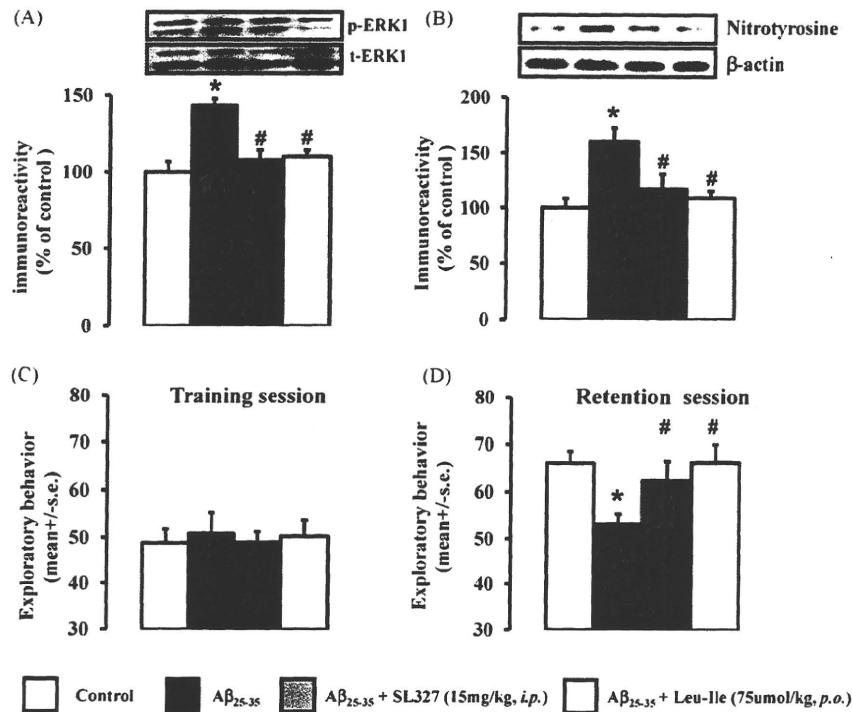 (A)
p-ERK1
t-ERK1
150
100
50
0
immunoreactivity
(% of control )
*
#
#
(B)
Nitrotyrosine
β-actin
200
150
100
50
0
Immunoreactivity
(% of control)
*
#
#
(C)
Training session
80
70
60
50
40
30
Exploratory behavior
(mean+/-s.e.)
(D)
Retention session
80
70
60
50
40
30
Exploratory behavior
(mean+/-s.e.)
*
#
#
Control
Aβ25-35
Aβ25-35 + SL327 (15mg/kg, i.p.)
Aβ25-35 + Leu-Ile (75umol/kg, p.o.)